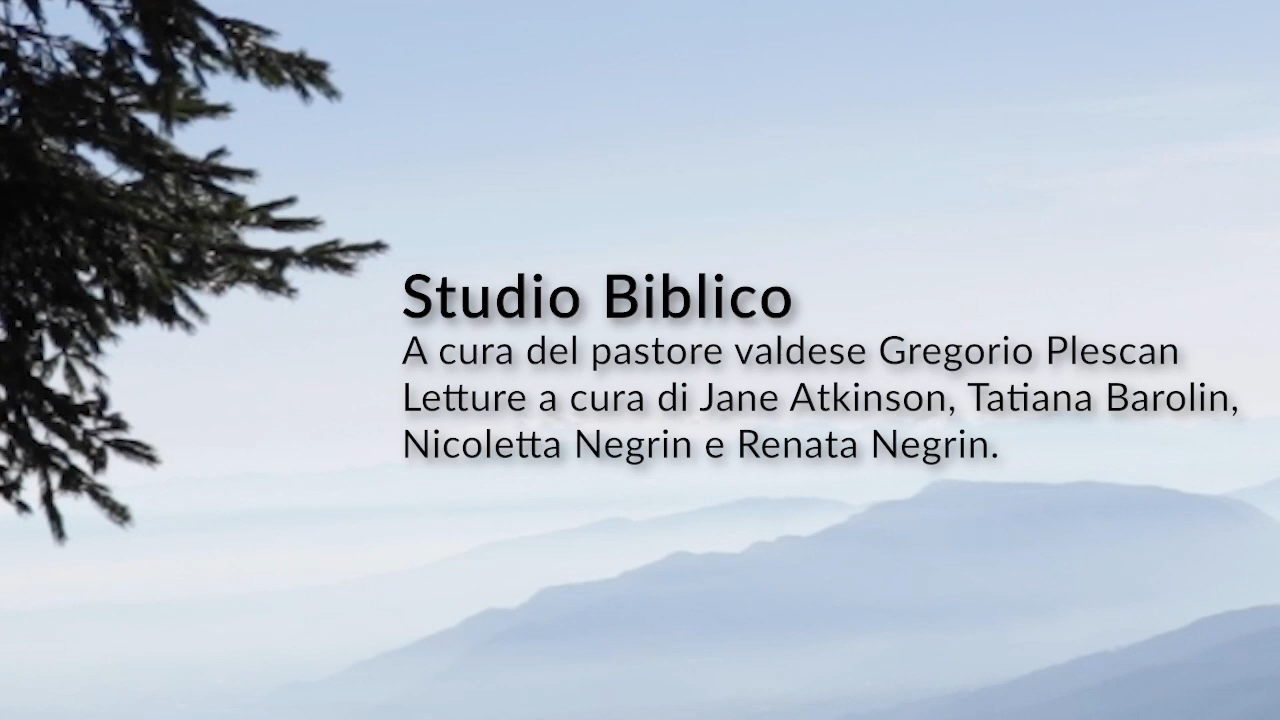 Studio Biblico
A cura del pastore valdese Gregorio Plescan
Letture a cura di Jane Atkinson, Tatiana Barolin,
Nicoletta Negrin e Renata Negrin.